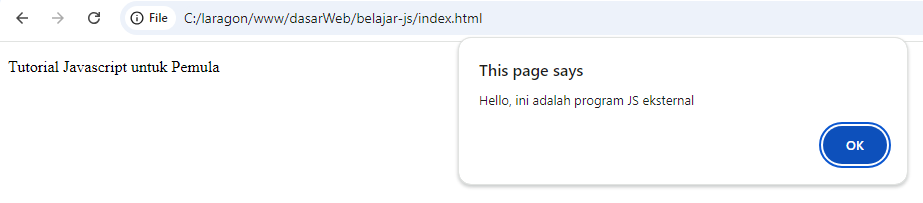 File C:/laragon/www/dasarWeb/belajar-js/index.html
Tutorial Javascript untuk Pemula
This page says
Hello, ini adalah program JS eksternal
OK